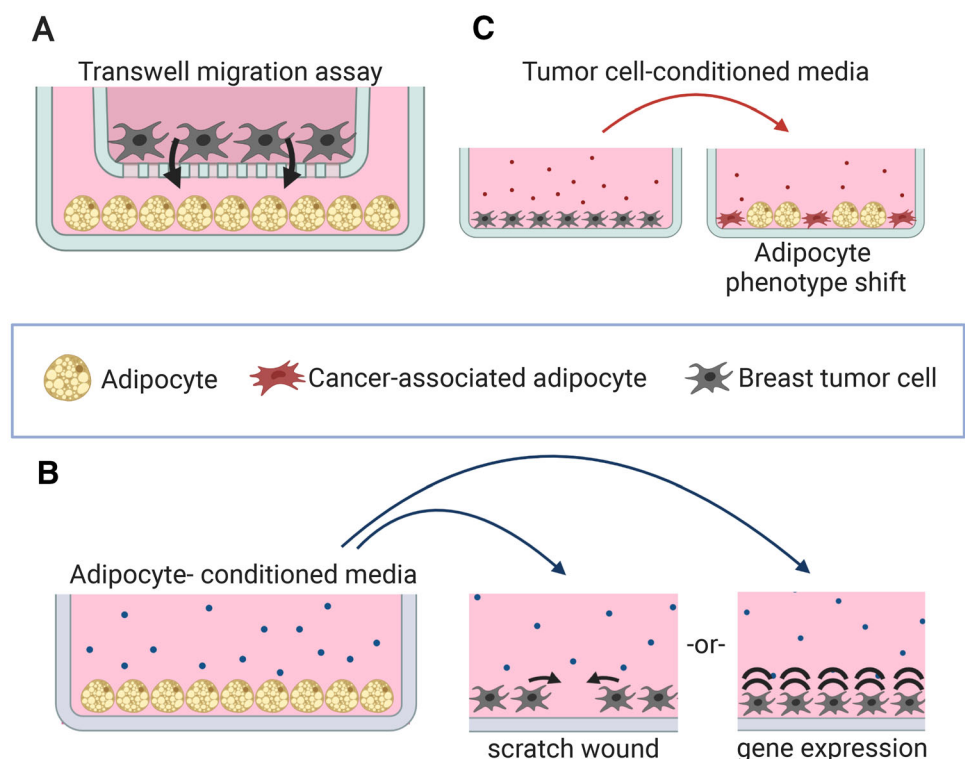 A
Transwell migration assay
C
Tumor cell-conditioned media
Adipocyte
phenotype shift
Adipocyte
Cancer-associated adipocyte
Breast tumor cell
B
Adipocyte- conditioned media
-or-
scratch wound
gene expression